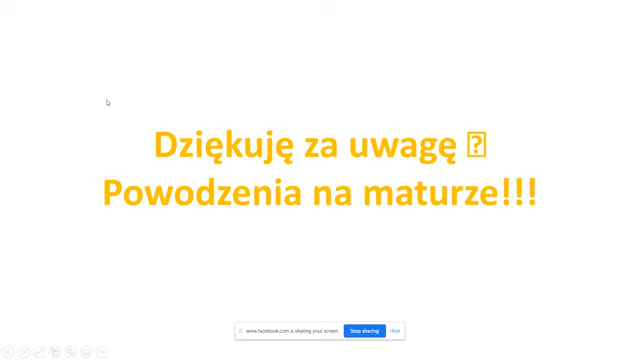 Dziękuję za uwagę �
Powodzenia na maturze!!!
www.facebook.com is sharing your screen.
Stop sharing
Hide